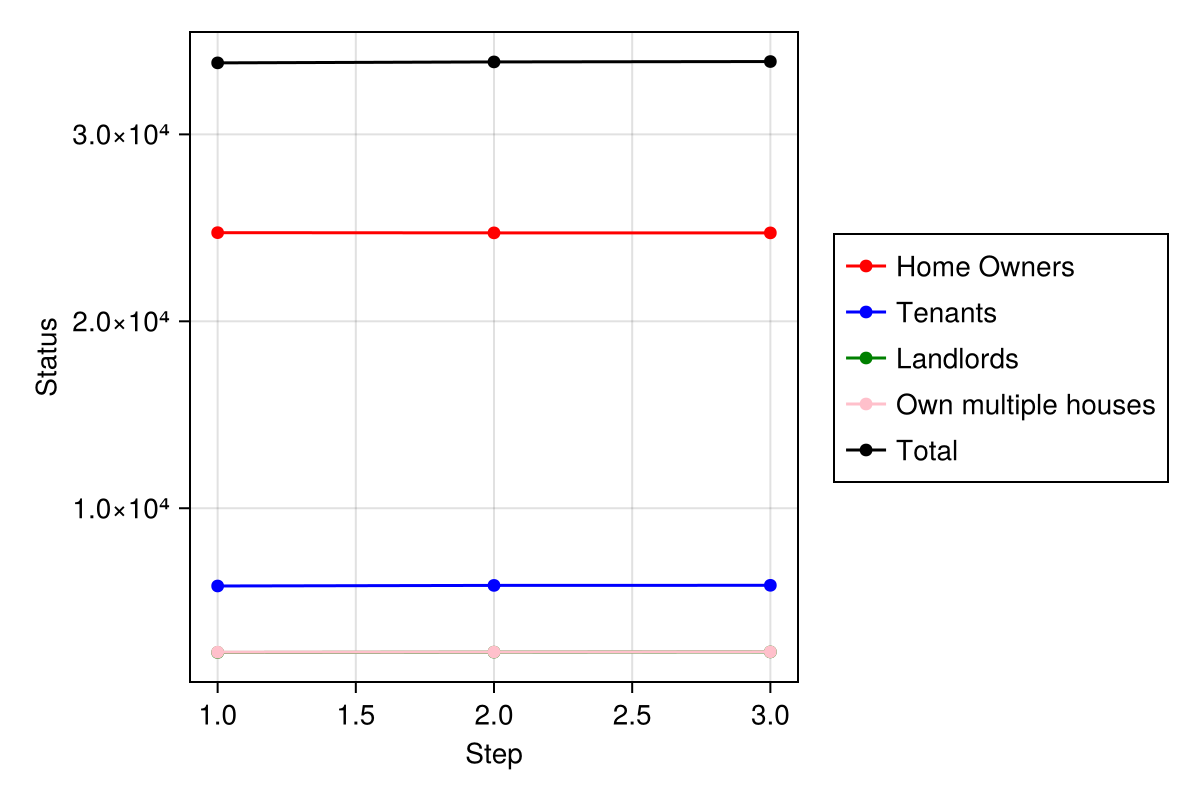 3.0×10⁴
2.0×10⁴
1.0×10⁴
Status
1.0 1.5 2.0 2.5 3.0
Step
Home Owners
Tenants
Landlords
Own multiple houses
Total